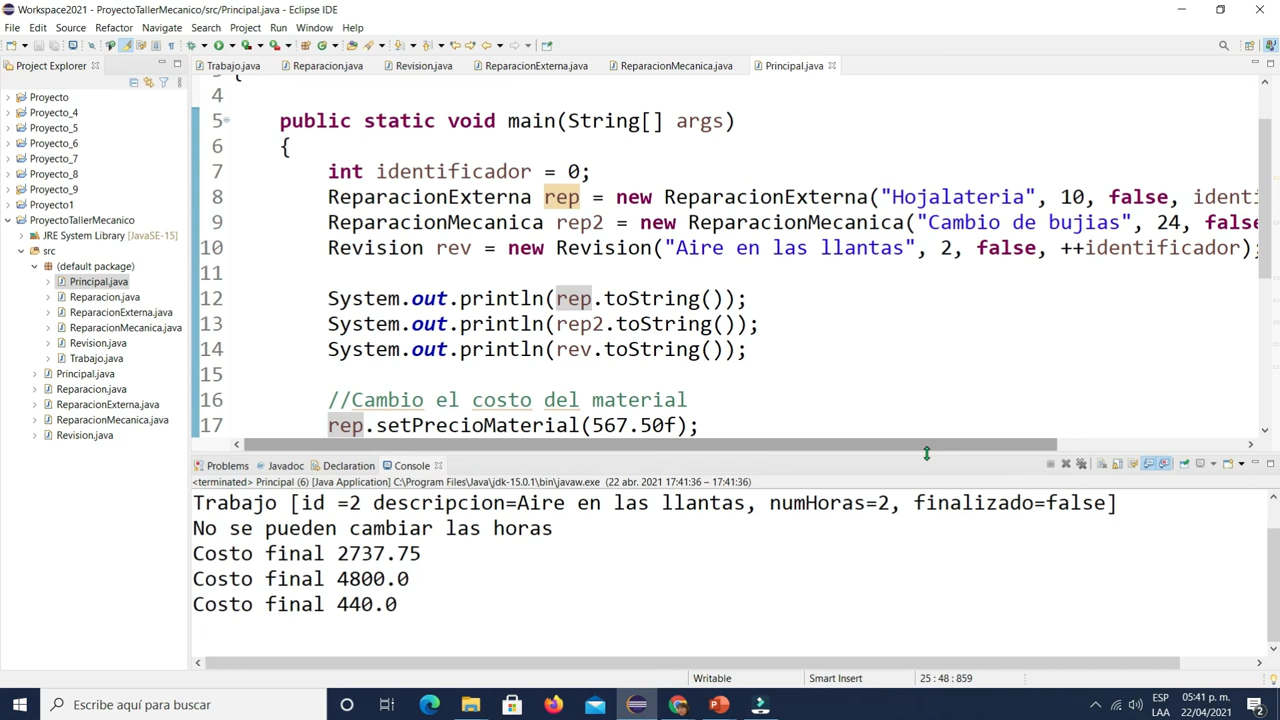 Workspace2021 - ProyectoTallerMecanico/src/Principal.java - Eclipse IDE
File Edit Source Refactor Navigate Search Project Run Window Help
Project Explorer
Proyecto
Proyecto_4
Proyecto_5
Proyecto_6
Proyecto_7
Proyecto_8
Proyecto_9
Proyecto1
ProyectoTallerMecanico
JRE System Library [JavaSE-15]
src
(default package)
Principal.java
Reparacion.java
ReparacionExterna.java
ReparacionMecanica.java
Revision.java
Trabajo.java
Principal.java
Reparacion.java
ReparacionExterna.java
ReparacionMecanica.java
Revision.java
Trabajo.java Reparacion.java Revision.java ReparacionExterna.java ReparacionMecanica.java Principal.java
4
5 public static void main(String[] args)
6 {
7 int identificador = 0;
8 ReparacionExterna rep = new ReparacionExterna("Hojalateria", 10, false, identi
9 ReparacionMecanica rep2 = new ReparacionMecanica("Cambio de bujias", 24, false
10 Revision rev = new Revision("Aire en las llantas", 2, false, ++identificador);
11
12 System.out.println(rep.toString());
13 System.out.println(rep2.toString());
14 System.out.println(rev.toString());
15
16 //Cambio el costo del material
17 rep.setPrecioMaterial(567.50f);
Problems Javadoc Declaration Console
<terminated> Principal (6) [Java Application] C:\Program Files\Java\jdk-15.0.1\bin\javaw.exe (22 abr. 2021 17:41:36 – 17:41:36)
Trabajo [id =2 descripcion=Aire en las llantas, numHoras=2, finalizado=false]
No se pueden cambiar las horas
Costo final 2737.75
Costo final 4800.0
Costo final 440.0
Writable Smart Insert 25 : 48 : 859
Escribe aquí para buscar
ESP 05:41 p. m.
LAA 22/04/2021
2